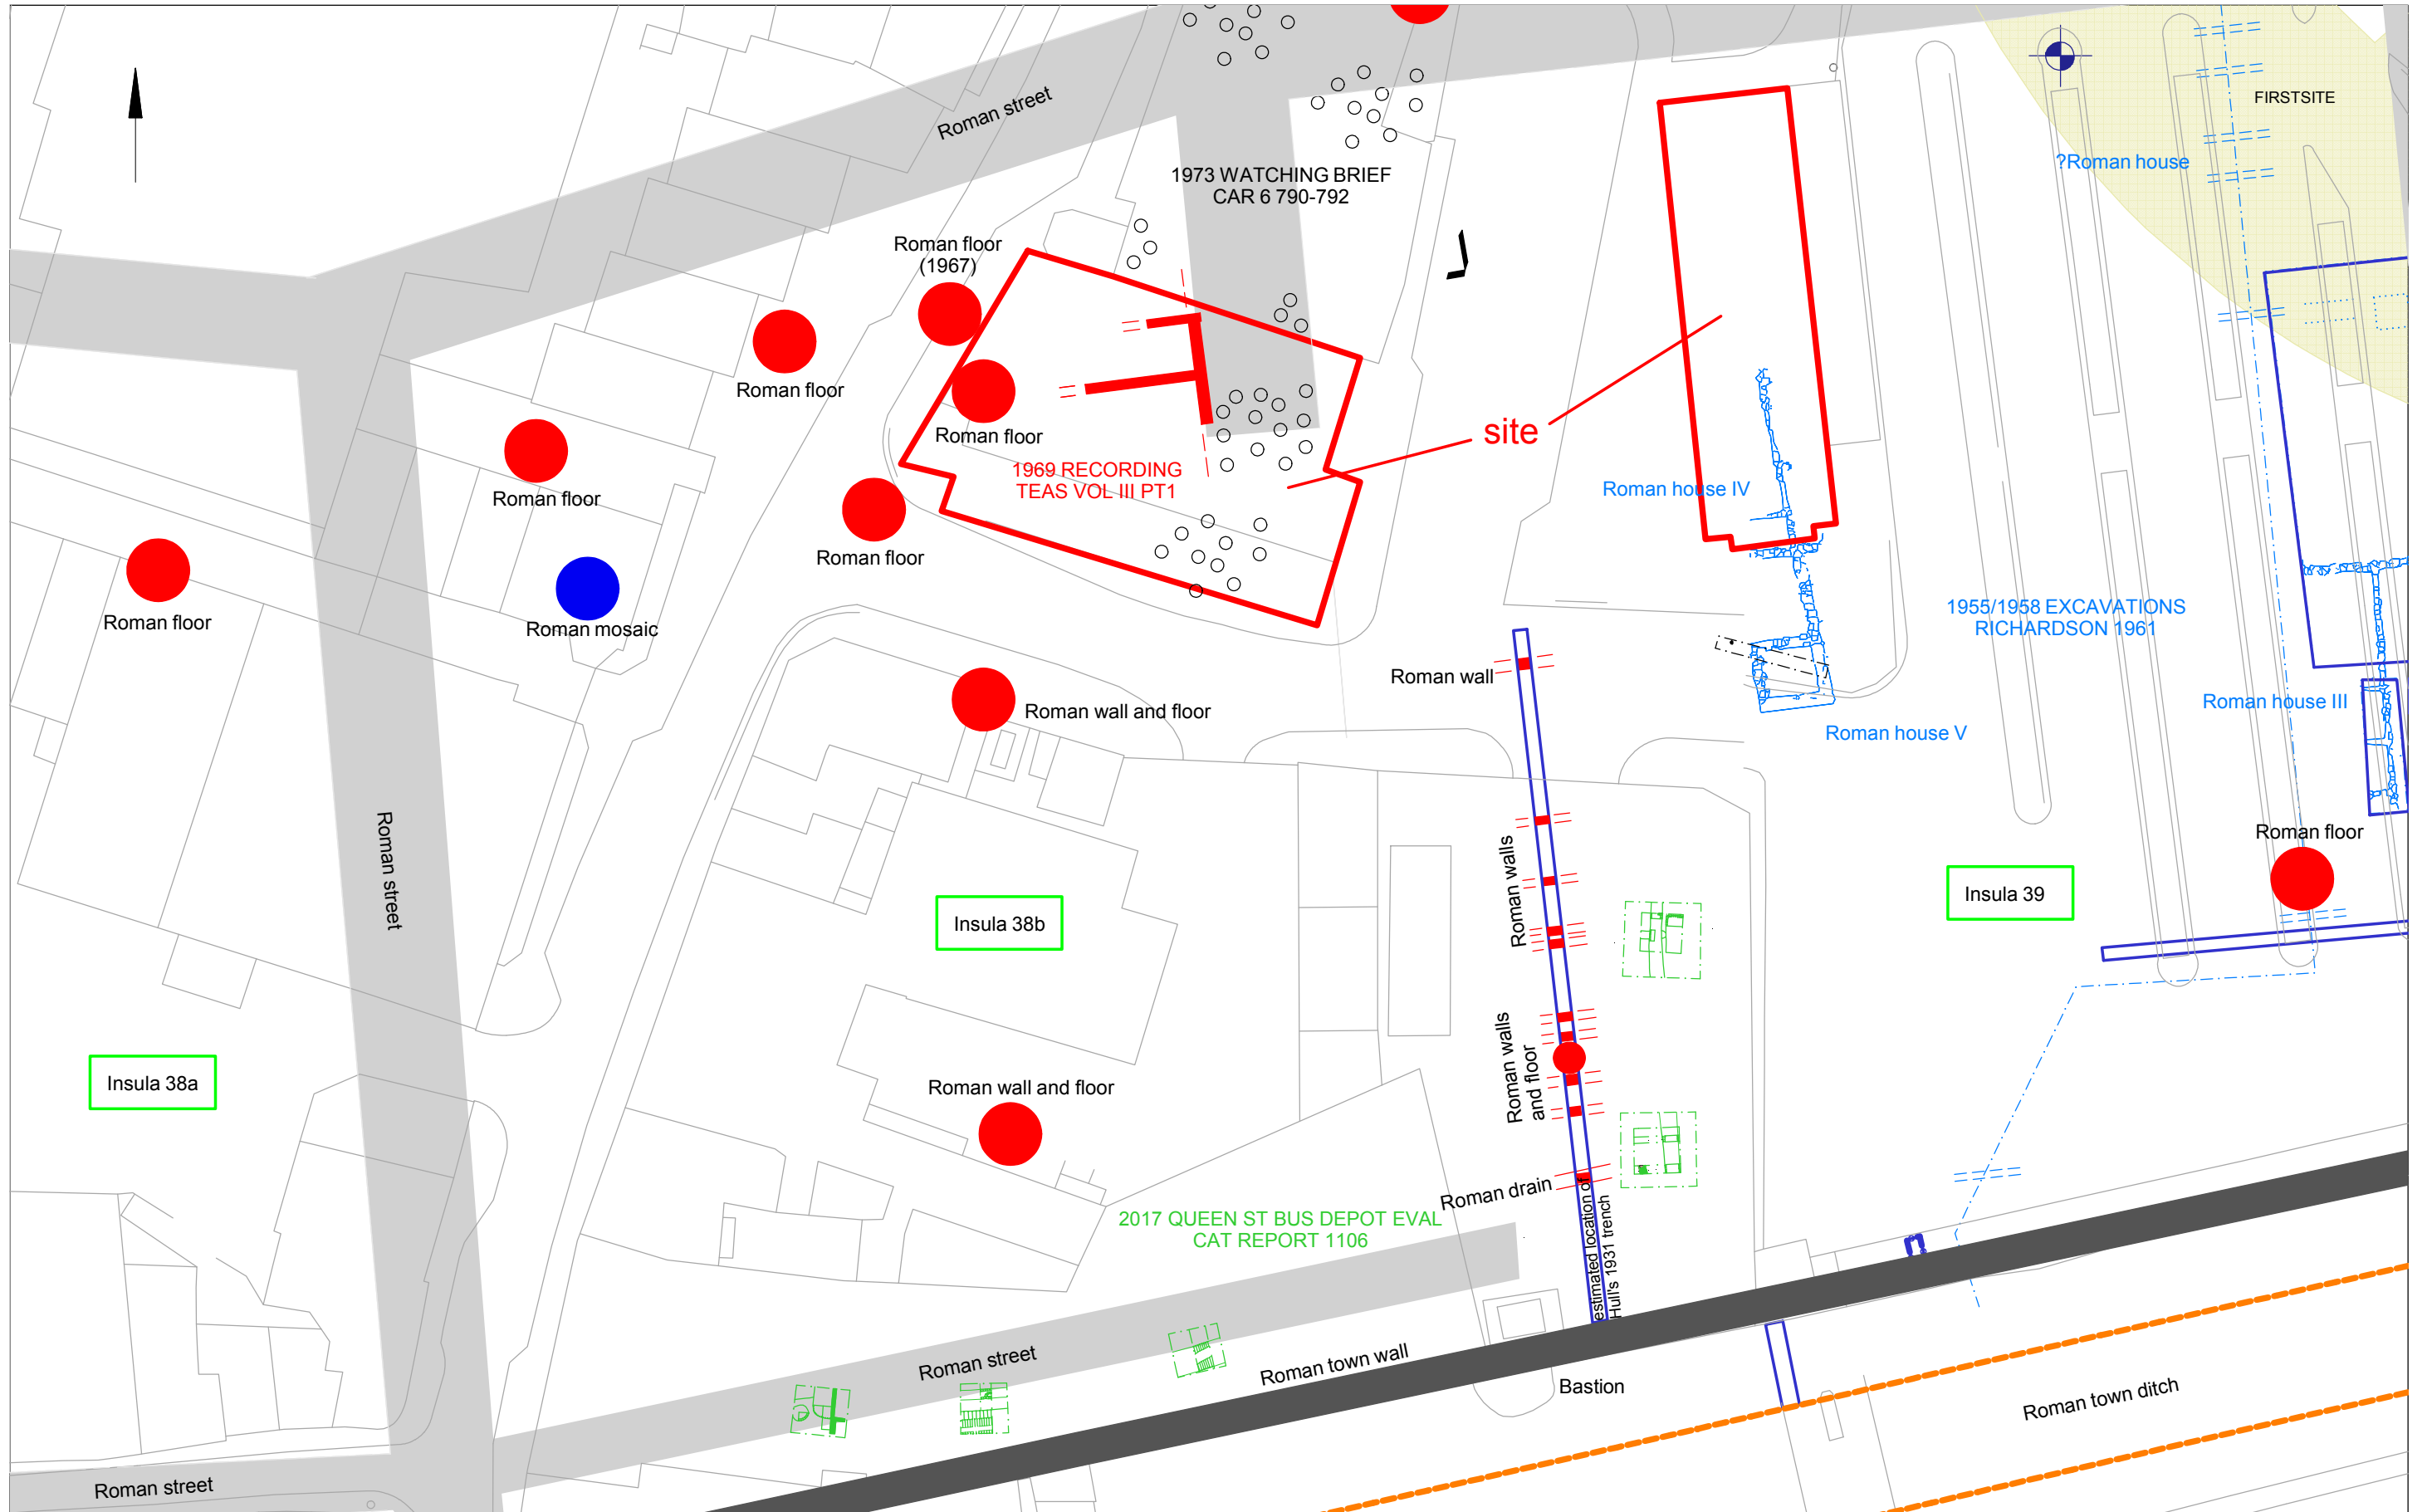 Roman street
FIRSTSITE
?Roman house
1973 WATCHING BRIEF
CAR 6 790-792
Roman floor
(1967)
Roman floor
Roman floor
site
1969 RECORDING
TEAS VOL III PT1
Roman house IV
Roman floor
Roman floor
Roman floor
Roman mosaic
1955/1958 EXCAVATIONS
RICHARDSON 1961
Roman wall
Roman house III
Roman wall and floor
Roman house V
Roman floor
Roman street
Roman walls
Insula 39
Insula 38b
Roman walls
and floor
Insula 38a
Roman wall and floor
Roman drain
estimated location of
Hull's 1931 trench
2017 QUEEN ST BUS DEPOT EVAL
CAT REPORT 1106
Roman street
Roman town wall
Bastion
Roman town ditch
Roman street